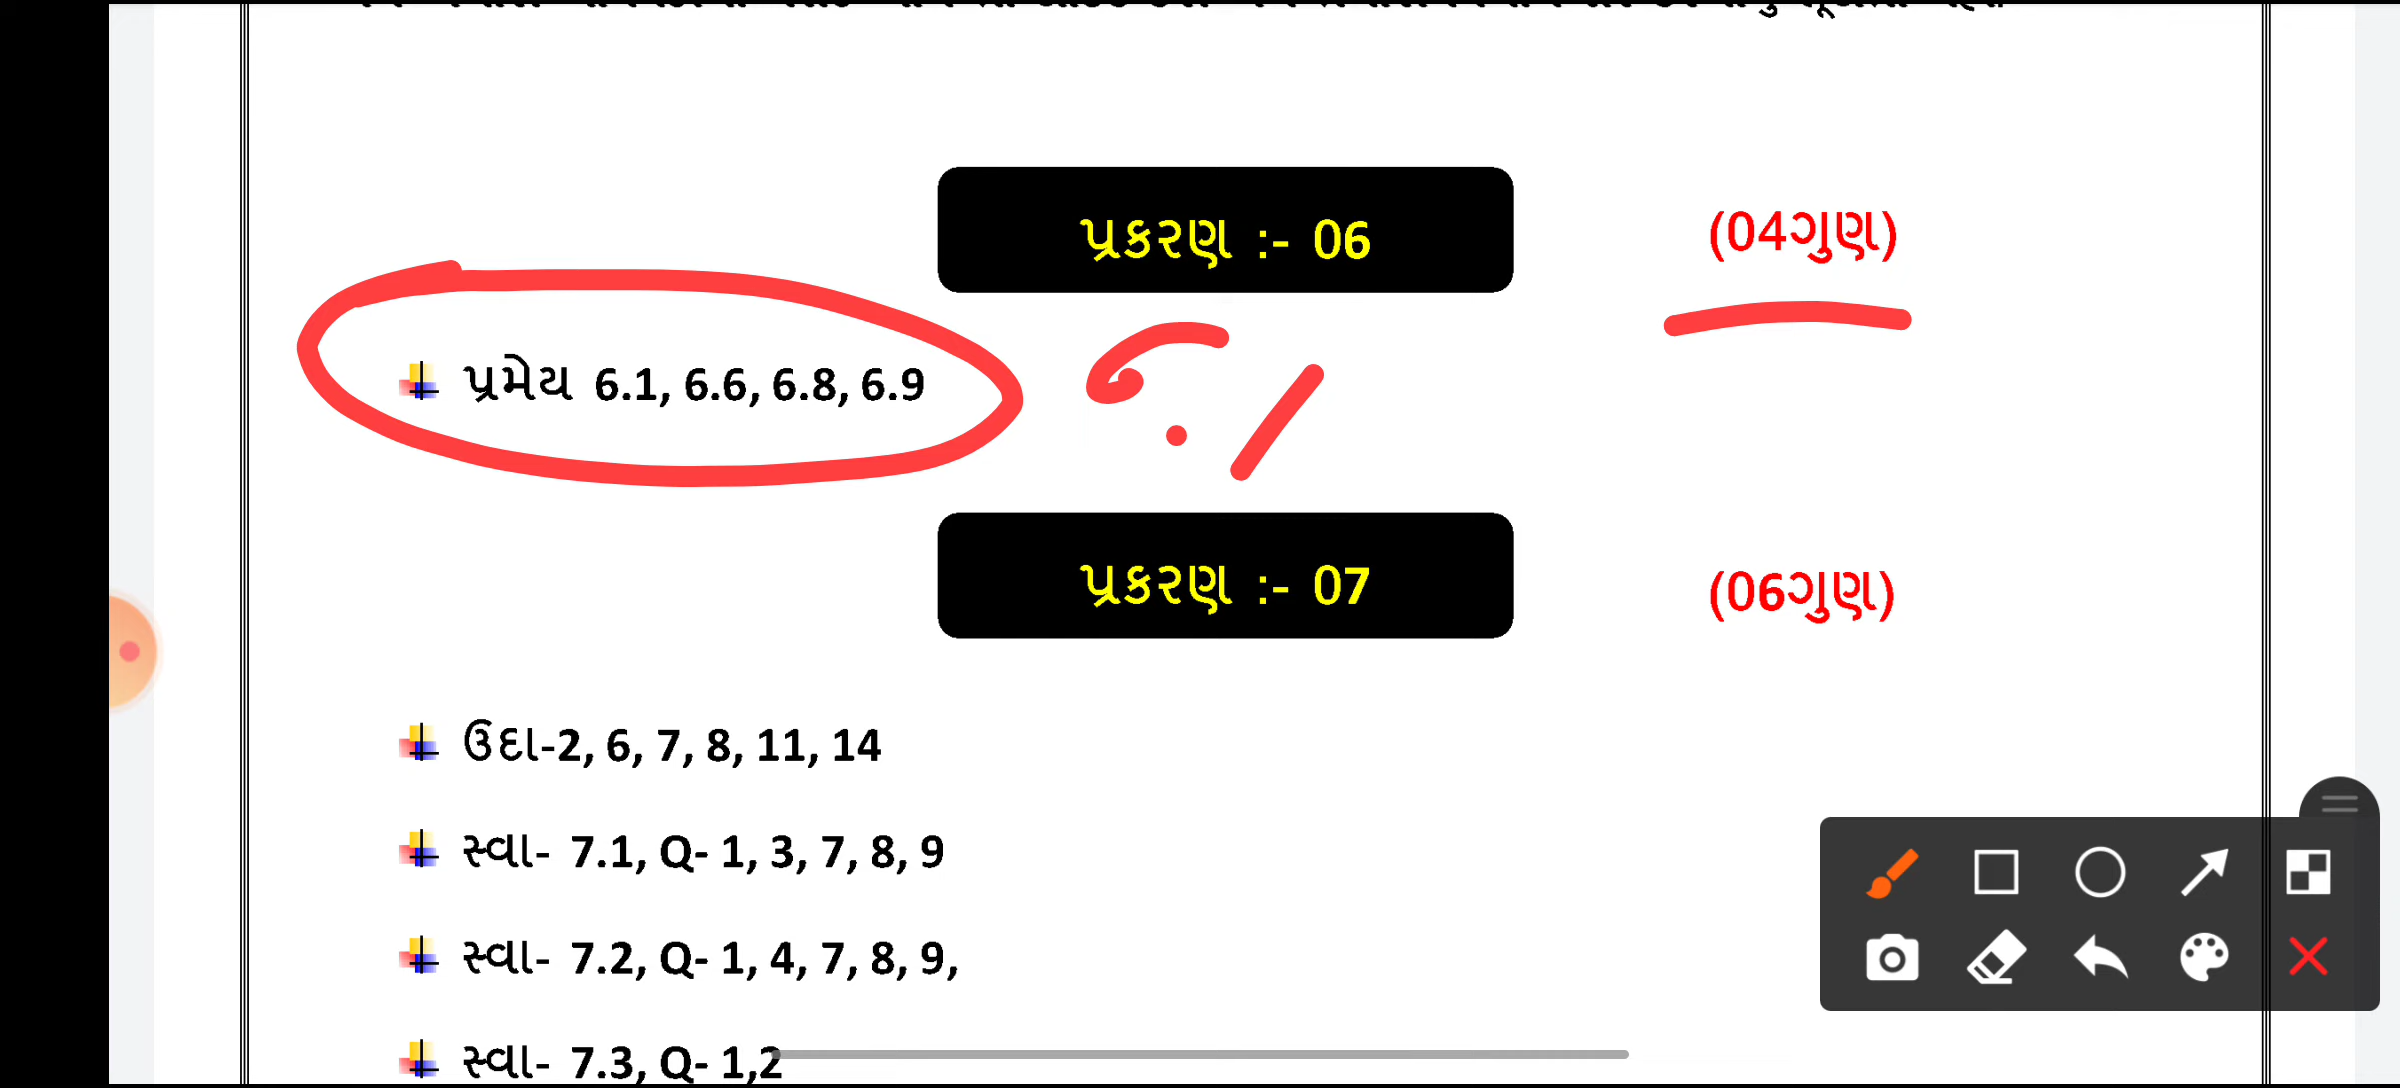 પ્રકરણ :- 06
(04ગુણ)
પ્રમેય 6.1, 6.6, 6.8, 6.9
પ્રકરણ :- 07
(06ગુણ)
ઉદા-2, 6, 7, 8, 11, 14
સ્વા- 7.1, Q- 1, 3, 7, 8, 9
સ્વા- 7.2, Q- 1, 4, 7, 8, 9,
સ્વા- 7.3, Q- 1,2